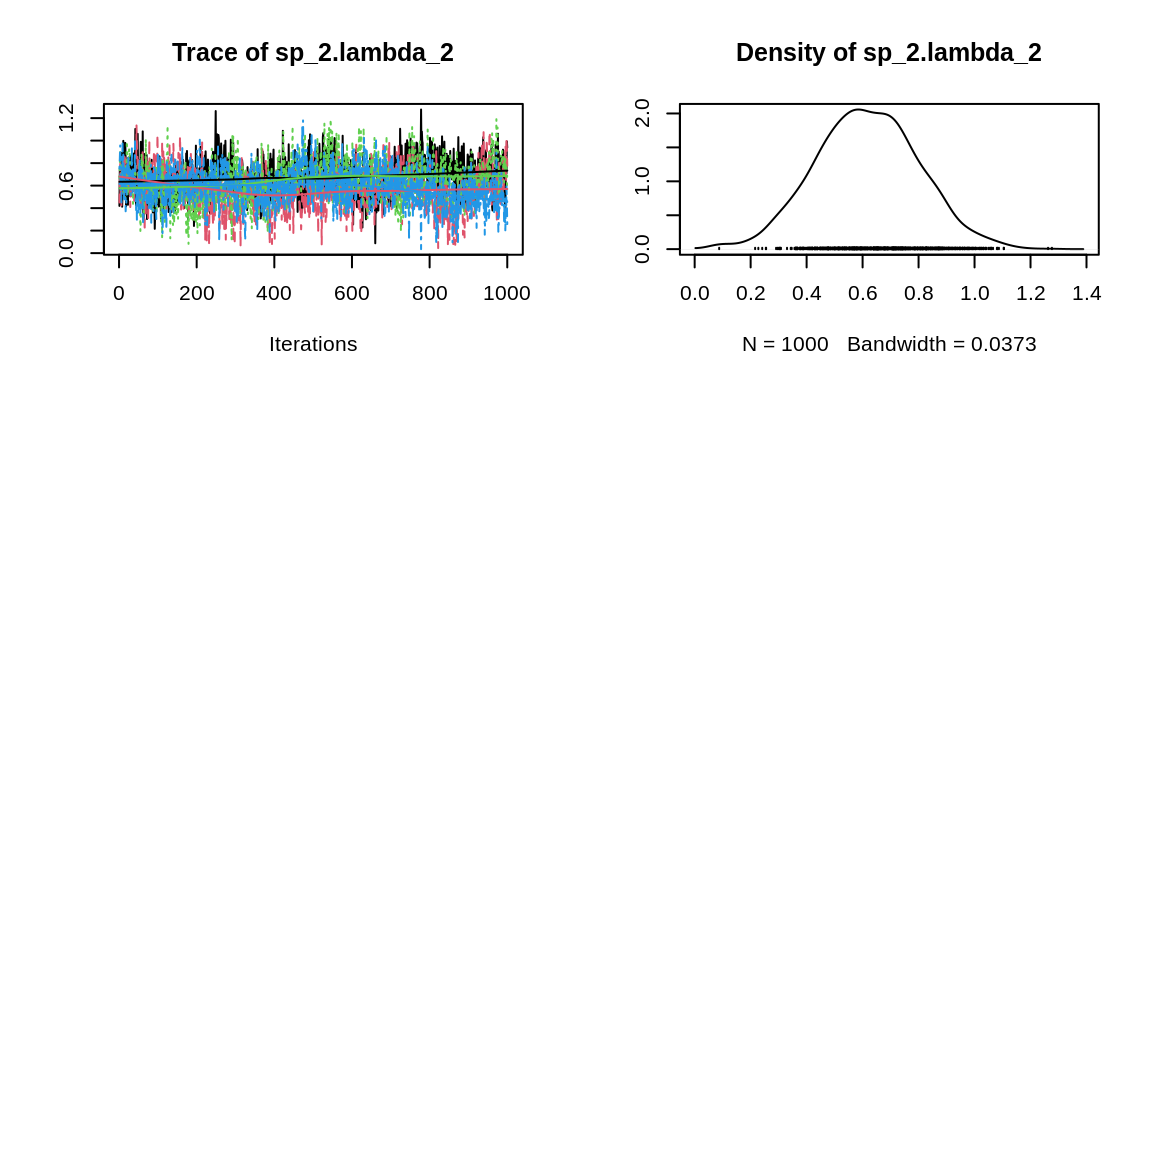 Trace of sp_2.lambda_2
0.0 0.6 1.2
0 200 400 600 800 1000
Iterations
Density of sp_2.lambda_2
0.0 1.0 2.0
0.0 0.2 0.4 0.6 0.8 1.0 1.2 1.4
N = 1000 Bandwidth = 0.0373